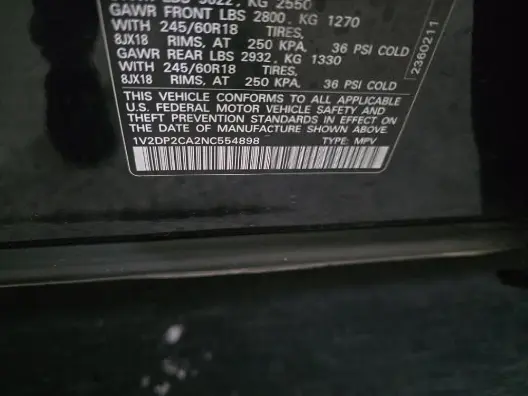 5622 . KG 2550
GAWR FRONT LBS 2800 . KG 1270
WITH 245/60R18 TIRES,
8JX18 RIMS, AT 250 KPA, 36 PSI COLD
GAWR REAR LBS 2932 . KG 1330
WITH 245/60R18 TIRES,
8JX18 RIMS, AT 250 KPA, 36 PSI COLD
THIS VEHICLE CONFORMS TO ALL APPLICABLE
U.S. FEDERAL MOTOR VEHICLE SAFETY AND
THEFT PREVENTION STANDARDS IN EFFECT ON
THE DATE OF MANUFACTURE SHOWN ABOVE.
1V2DP2CA2NC554898 TYPE: MPV
2360211